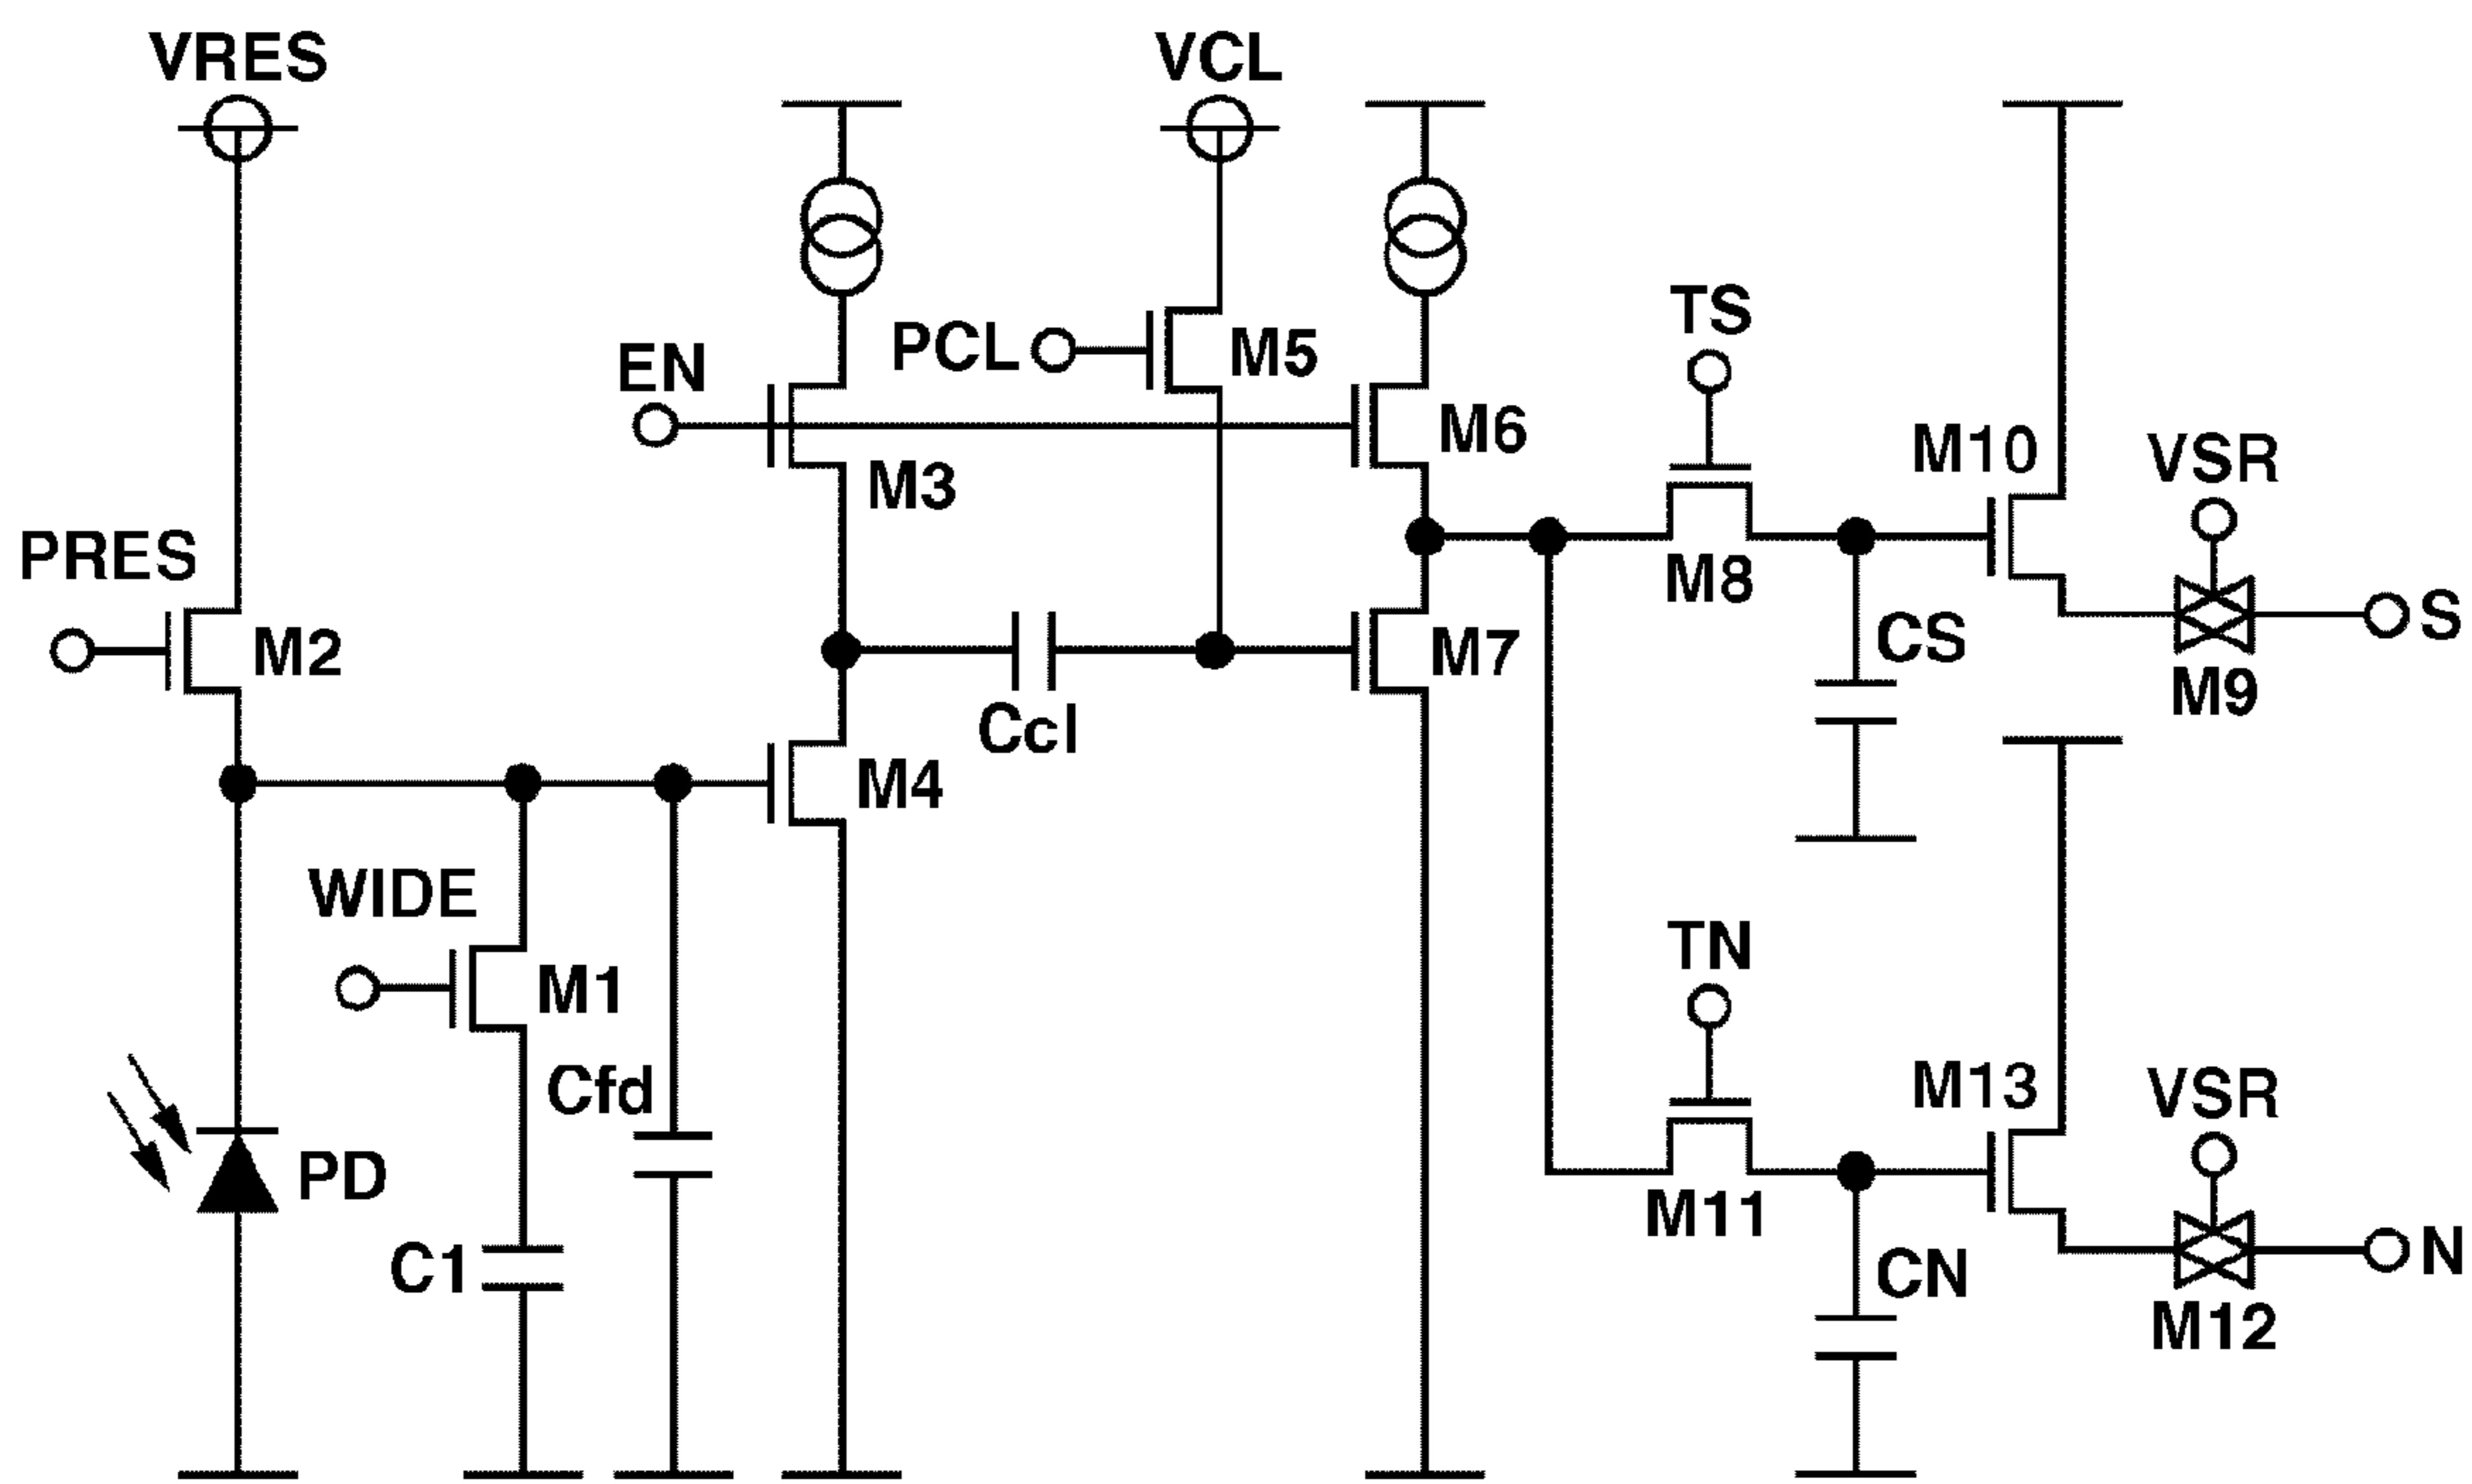 VRES
VCL
TS
EN
PCL
M5
M6
M10
VSR
M3
PRES
M8
S
M2
M7
CS
M9
Ccl
M4
WIDE
TN
M1
Cfd
M13
VSR
PD
M11
C1
CN
N
M12